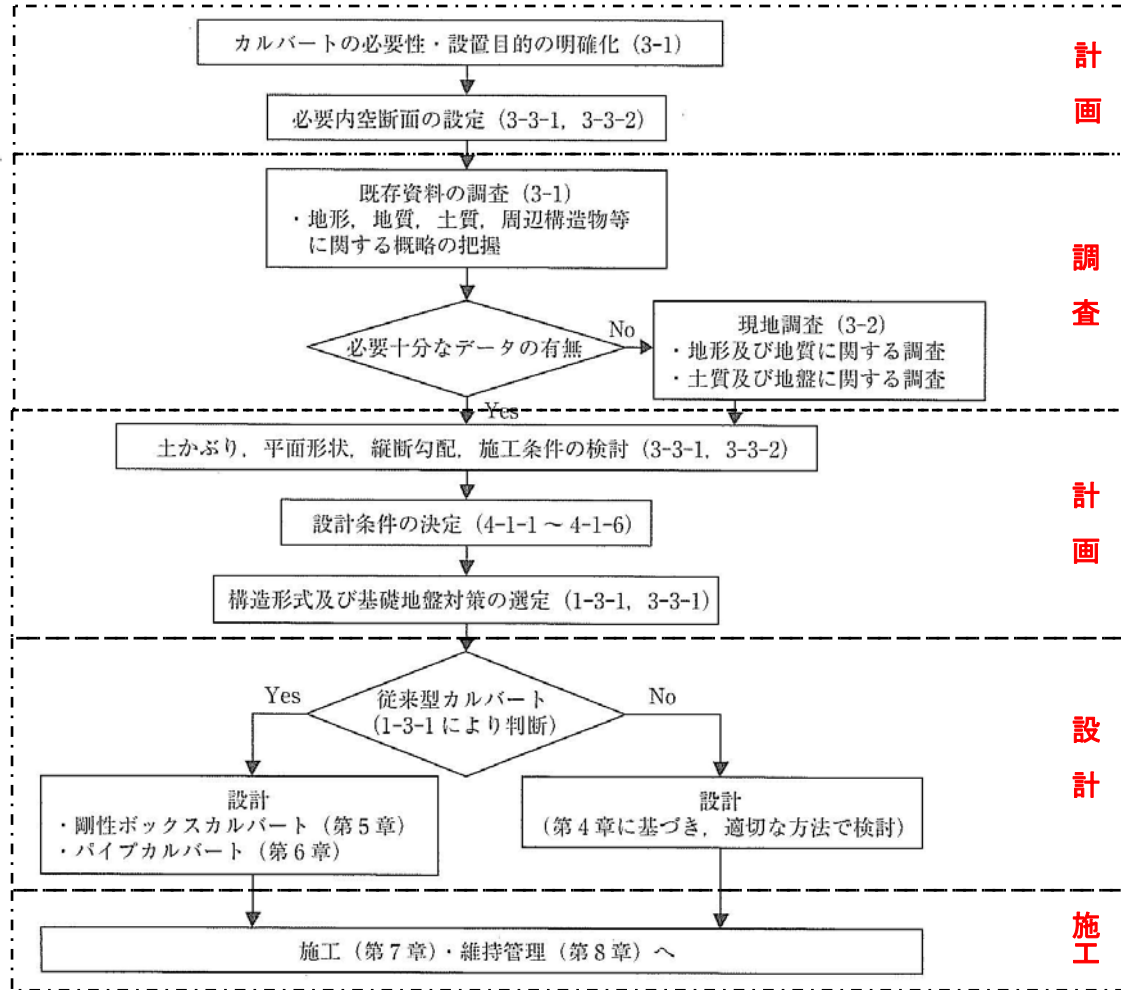 カルバートの必要性・設置目的の明確化 (3-1)
計
画
必要内空断面の設定 (3-3-1, 3-3-2)
既存資料の調査 (3-1)
・地形, 地質, 土質, 周辺構造物等
に関する概略の把握
調
査
必要十分なデータの有無
No
現地調査 (3-2)
・地形及び地質に関する調査
・土質及び地盤に関する調査
Yes
土かぶり, 平面形状, 縦断勾配, 施工条件の検討 (3-3-1, 3-3-2)
計
画
設計条件の決定 (4-1-1 ～ 4-1-6)
構造形式及び基礎地盤対策の選定 (1-3-1, 3-3-1)
Yes
従来型カルバート
(1-3-1 により判断)
No
設
計
設計
・剛性ボックスカルバート (第5章)
・パイプカルバート (第6章)
設計
(第4章に基づき, 適切な方法で検討)
施
工
施工 (第7章)・維持管理 (第8章) へ